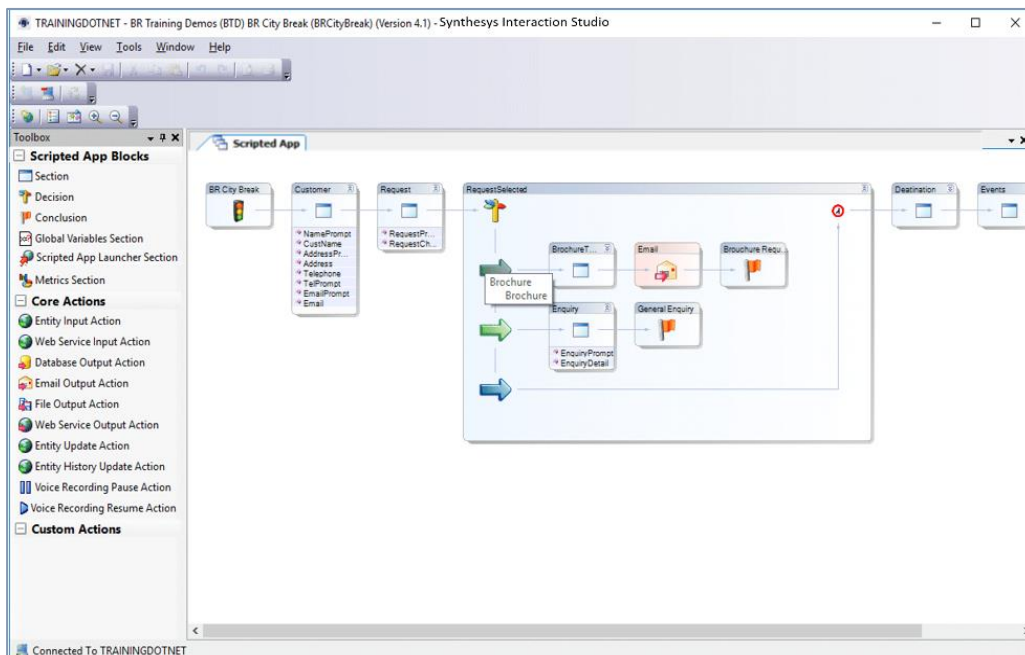 TRAININGDOTNET - BR Training Demos (BTD) BR City Break (BRCityBreak) (Version 4.1) - Synthesys Interaction Studio
File Edit View Tools Window Help
Toolbox
Scripted App Blocks
Section
Decision
Conclusion
Global Variables Section
Scripted App Launcher Section
Metrics Section
Core Actions
Entity Input Action
Web Service Input Action
Database Output Action
Email Output Action
File Output Action
Web Service Output Action
Entity Update Action
Entity History Update Action
Voice Recording Pause Action
Voice Recording Resume Action
Custom Actions
Scripted App
BR City Break
Customer
NamePrompt
CustName
AddressPr...
Address
Telephone
TelPrompt
EmailPrompt
Email
Request
RequestPr...
RequestCh...
RequestSelected
BrochureT...
Email
Brouchure Requ...
Brochure
Brochure
Enquiry
EnquiryPrompt
EnquiryDetail
General Enquiry
Destination
Events
Connected To TRAININGDOTNET